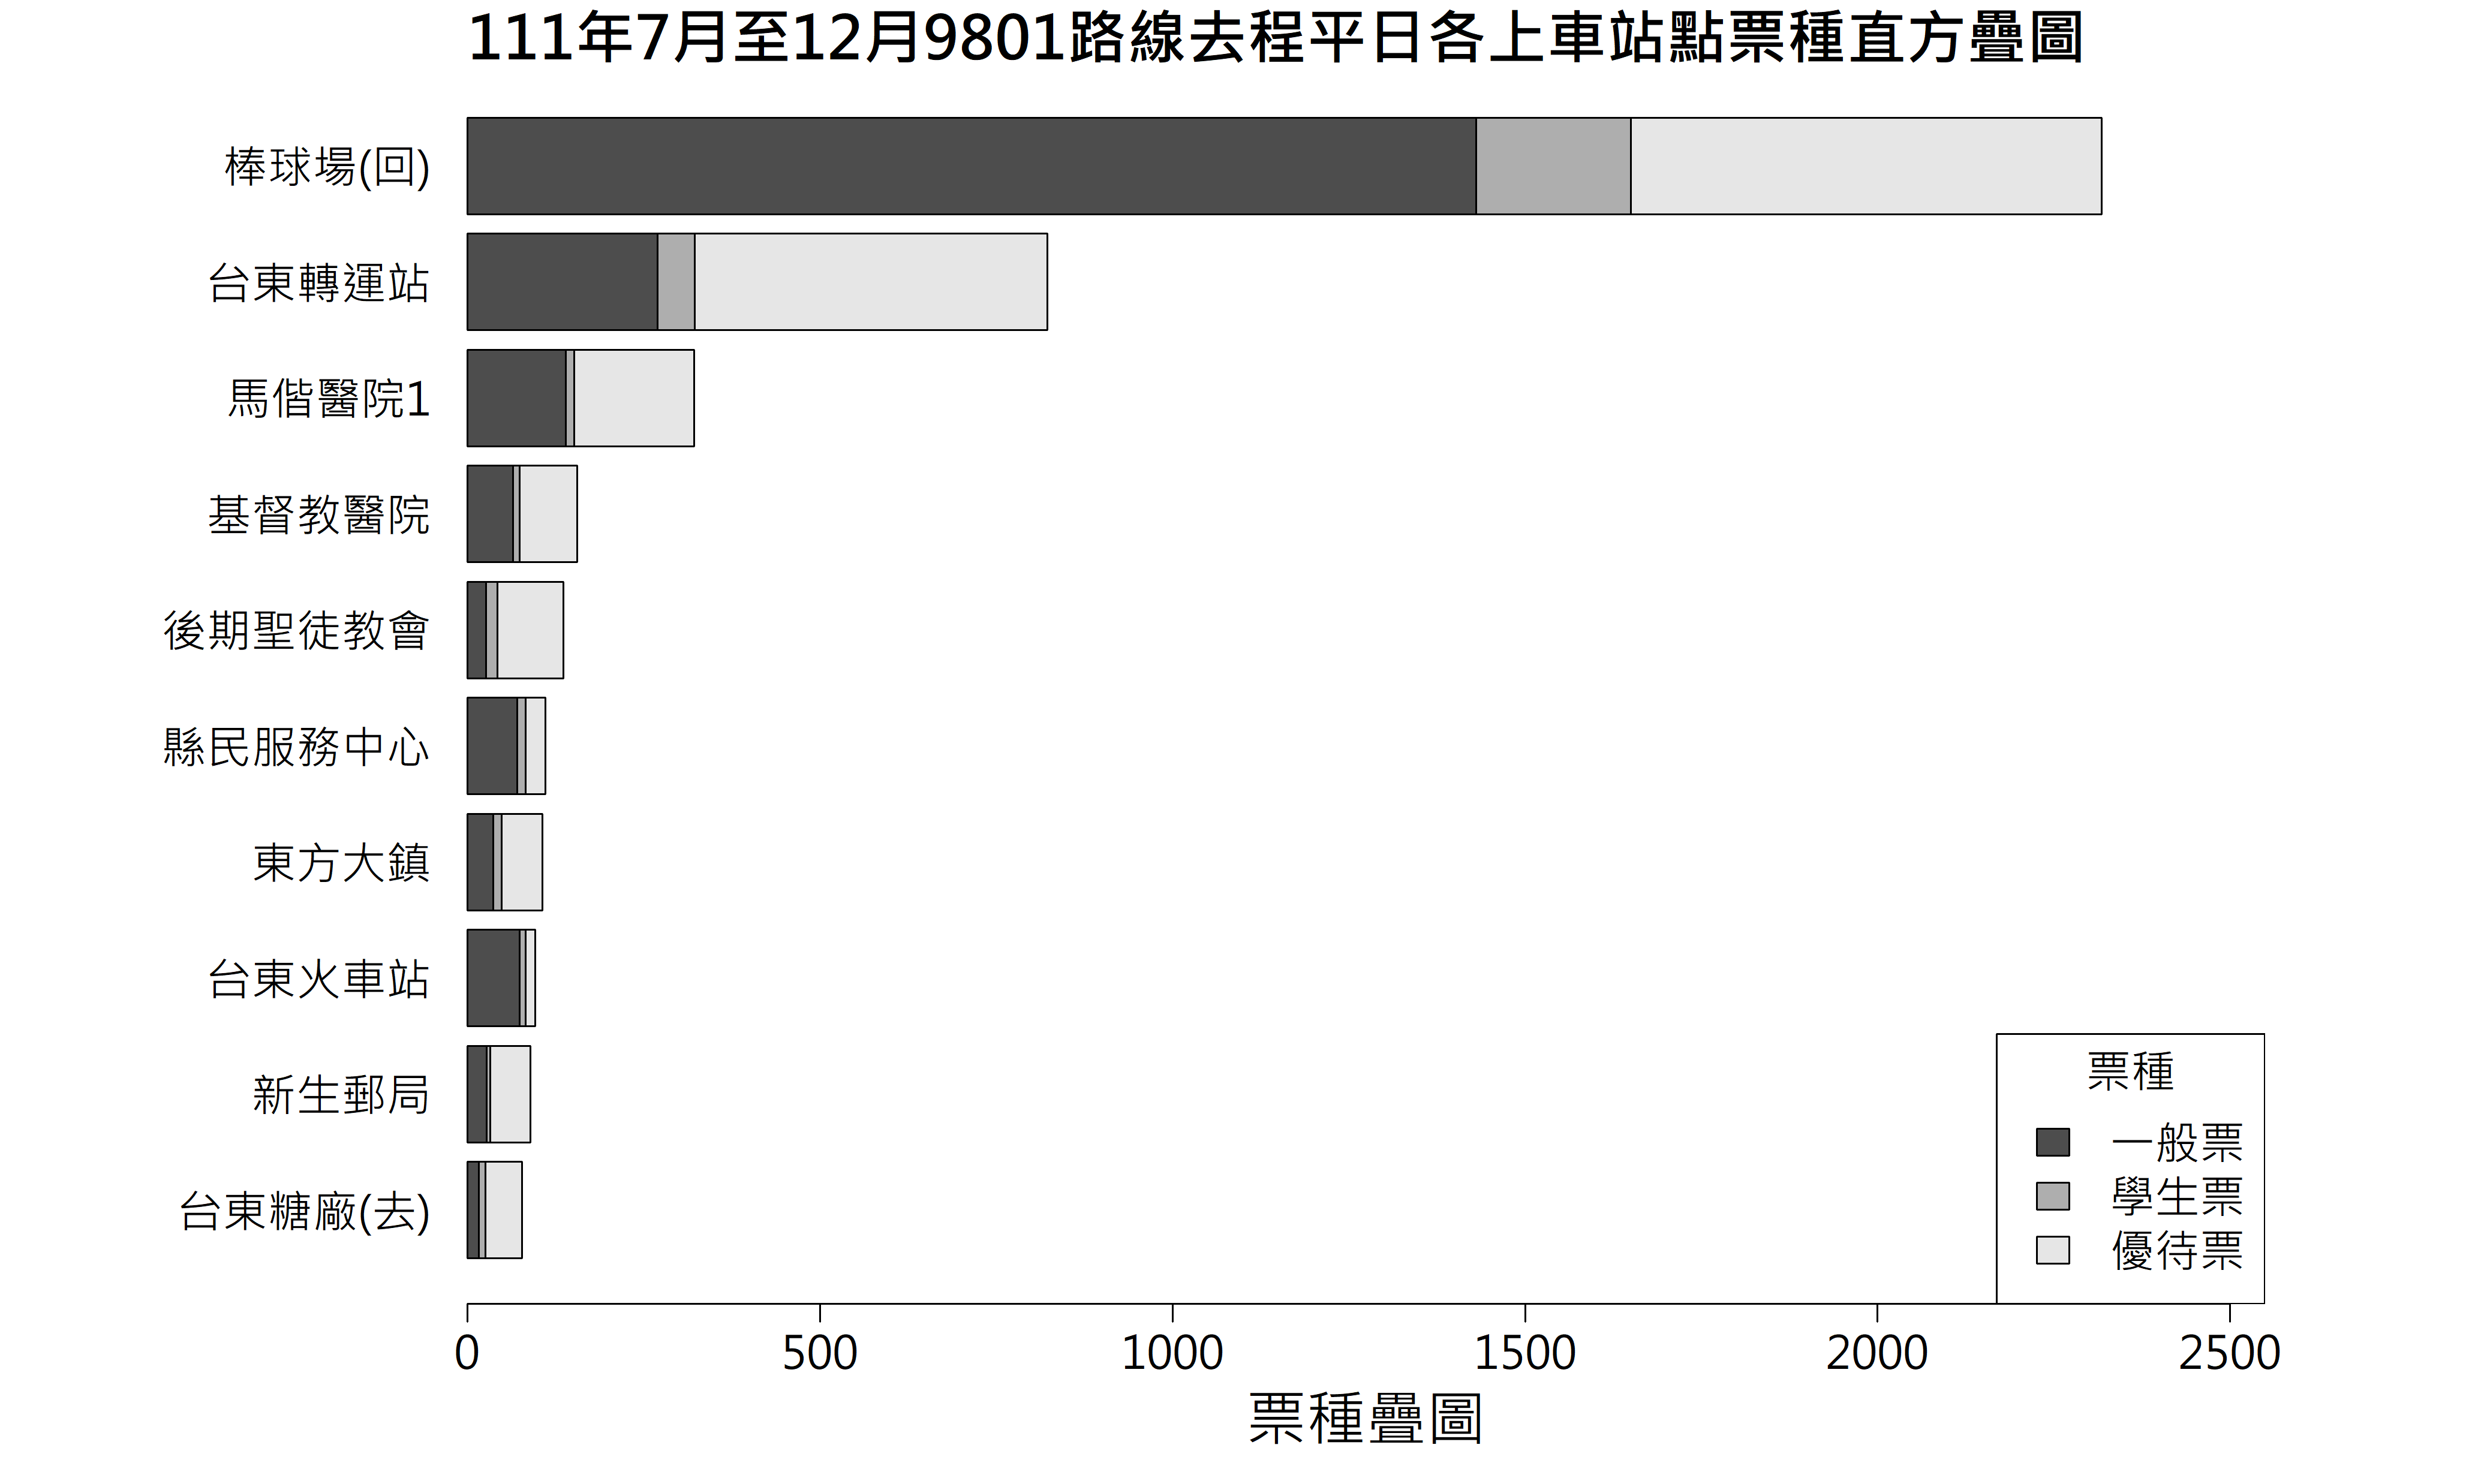 111年7月至12月9801路線去程平日各上車站點票種直方疊圖
棒球場(回)
台東轉運站
馬偕醫院1
基督教醫院
後期聖徒教會
縣民服務中心
東方大鎮
台東火車站
新生郵局
台東糖廠(去)
票種
一般票
學生票
優待票
0 500 1000 1500 2000 2500
票種疊圖